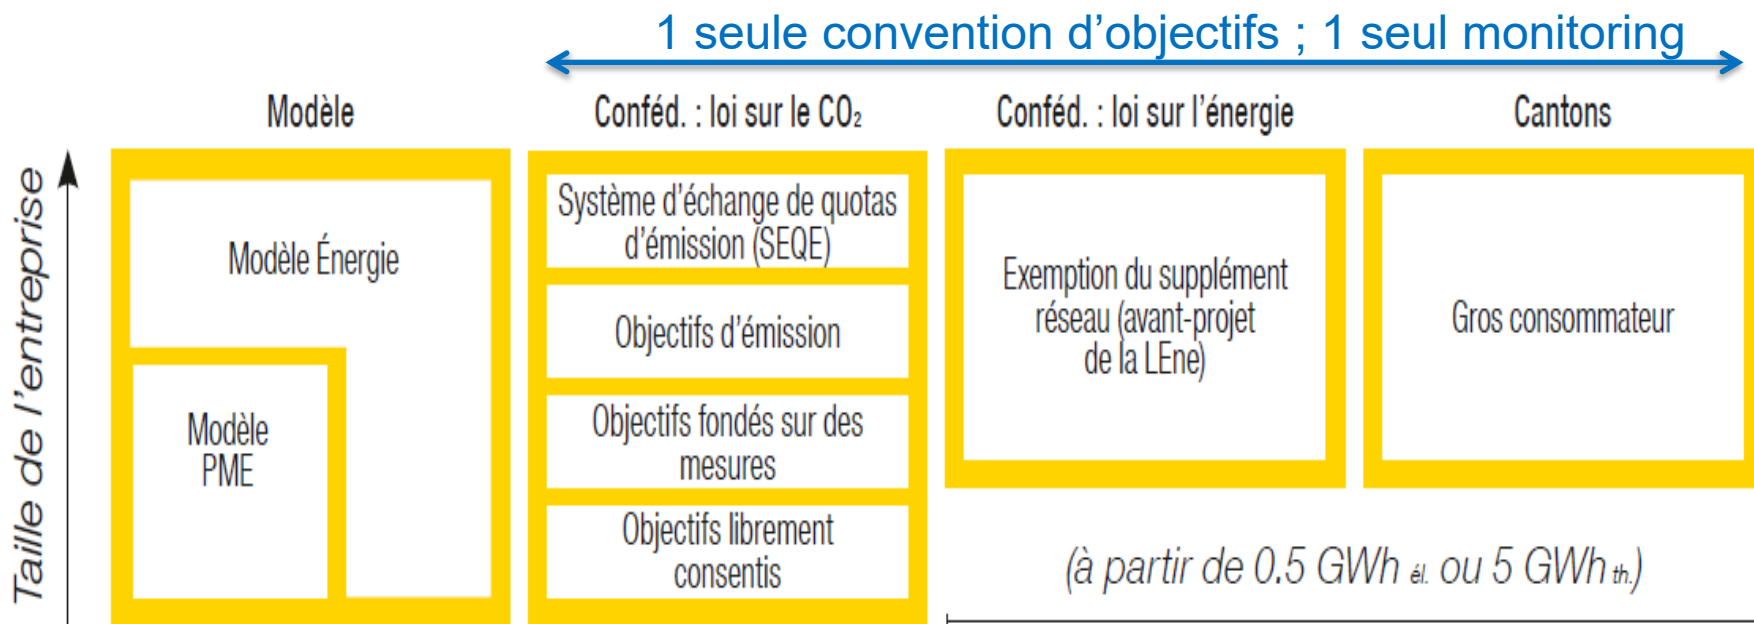 1 seule convention d'objectifs ; 1 seul monitoring
Modèle
Conféd. : loi sur le CO₂
Conféd. : loi sur l'énergie
Cantons
Taille de l'entreprise
Modèle Énergie
Modèle
PME
Système d'échange de quotas
d'émission (SEQE)
Objectifs d'émission
Objectifs fondés sur des
mesures
Objectifs librement
consentis
Exemption du supplément
réseau (avant-projet
de la LEne)
Gros consommateur
(à partir de 0.5 GWh él. ou 5 GWh th.)